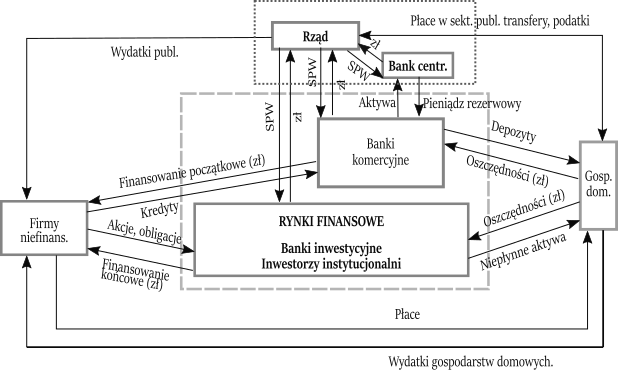 Płace w sekt. publ. transfery, podatki
Rząd
zł
Wydatki publ.
SPW
Bank centr.
SPW
zł
SPW
zł
Aktywa
Pieniądz rezerwowy
Banki
komercyjne
Depozyty
Oszczędności (zł)
Gosp.
dom.
Finansowanie początkowe (zł)
Kredyty
Oszczędności (zł)
Firmy
niefinans.
Akcje, obligacje
RYNKI FINANSOWE
Banki inwestycyjne
Inwestorzy instytucjonalni
Niepłynne aktywa
Finansowanie
końcowe (zł)
Płace
Wydatki gospodarstw domowych.